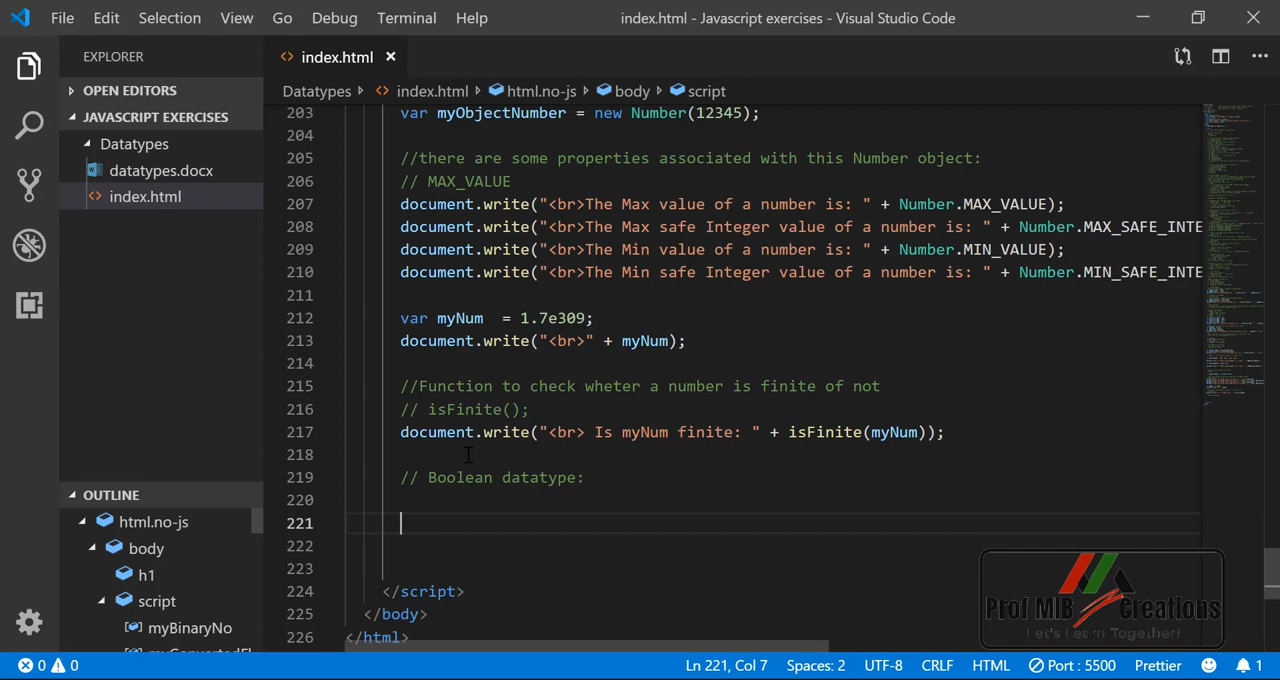 File Edit Selection View Go Debug Terminal Help index.html - Javascript exercises - Visual Studio Code
EXPLORER
OPEN EDITORS
JAVASCRIPT EXERCISES
Datatypes
datatypes.docx
index.html
OUTLINE
html.no-js
body
h1
script
myBinaryNo
index.html
Datatypes index.html html.no-js body script
203 var myObjectNumber = new Number(12345);
204
205 //there are some properties associated with this Number object:
206 // MAX_VALUE
207 document.write("<br>The Max value of a number is: " + Number.MAX_VALUE);
208 document.write("<br>The Max safe Integer value of a number is: " + Number.MAX_SAFE_INTE
209 document.write("<br>The Min value of a number is: " + Number.MIN_VALUE);
210 document.write("<br>The Min safe Integer value of a number is: " + Number.MIN_SAFE_INTE
211
212 var myNum  = 1.7e309;
213 document.write("<br>" + myNum);
214
215 //Function to check wheter a number is finite of not
216 // isFinite();
217 document.write("<br> Is myNum finite: " + isFinite(myNum));
218
219 // Boolean datatype:
220
221
222
223
224 </script>
225 </body>
226 </html>
Prof MIB Creations
Let's Learn Together!
0 0 Ln 221, Col 7 Spaces: 2 UTF-8 CRLF HTML Port : 5500 Prettier 1